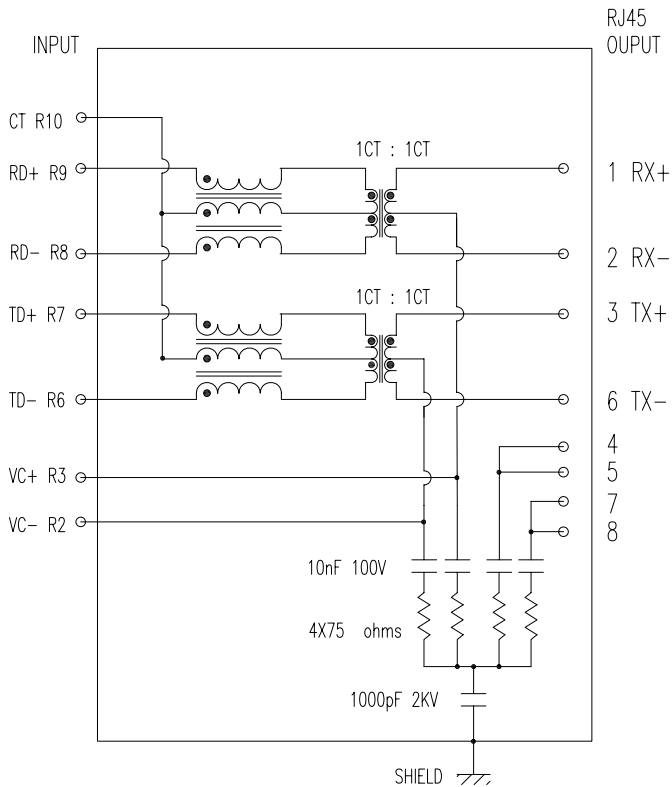 RJ45
INPUT OUPUT
CT R10
1CT : 1CT
RD+ R9
1 RX+
RD- R8
2 RX-
TD+ R7
1CT : 1CT
3 TX+
TD- R6
6 TX-
4
VC+ R3
5
7
VC- R2
8
10nF 100V
4X75 ohms
1000pF 2KV
SHIELD